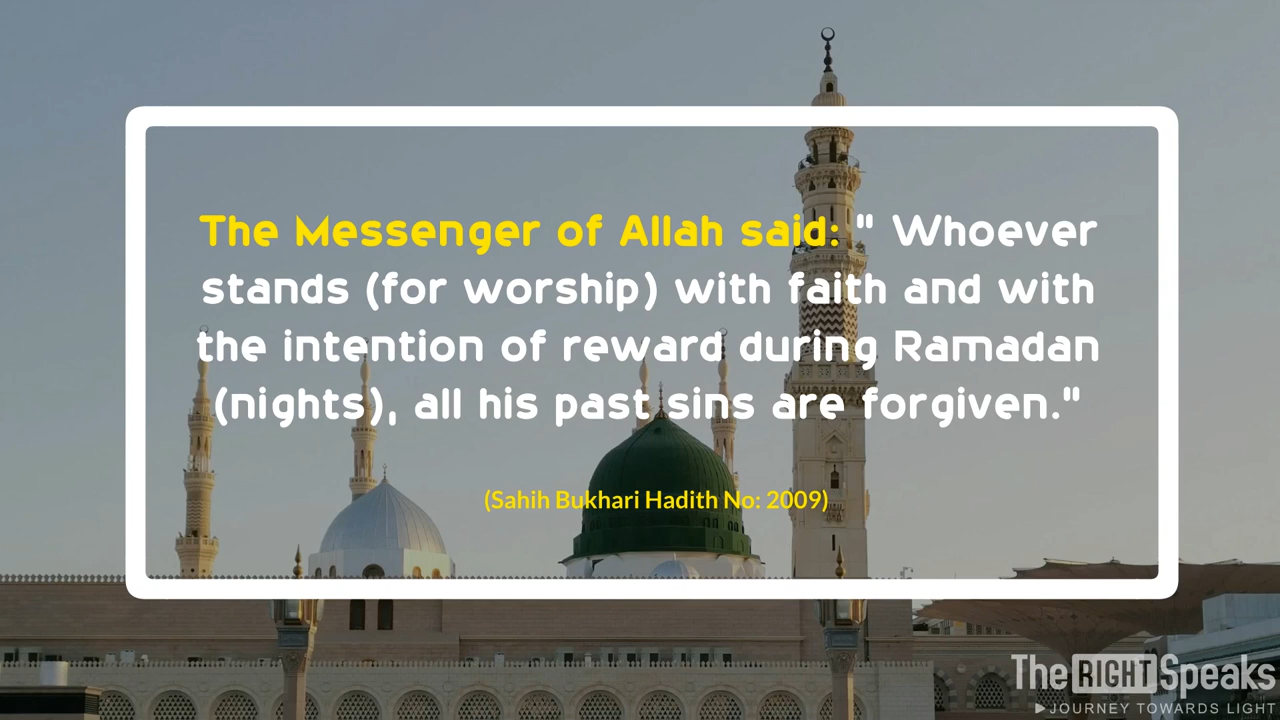 The Messenger of Allah said: " Whoever
stands (for worship) with faith and with
the intention of reward during Ramadan
(nights), all his past sins are forgiven."
(Sahih Bukhari Hadith No: 2009)
The RIGHT Speaks
JOURNEY TOWARDS LIGHT